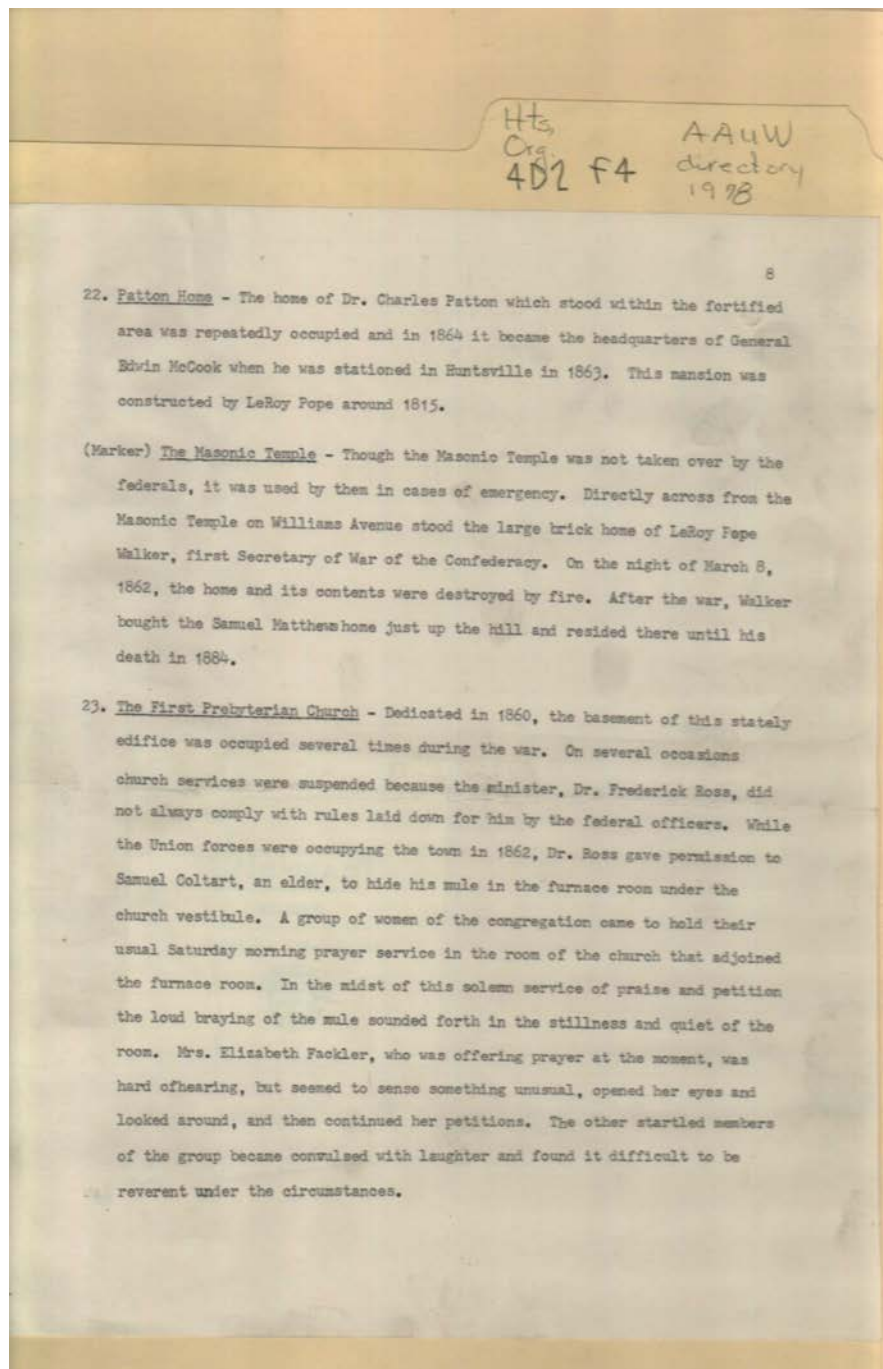 Hts,
Org.
4D2 F4
AAUW
directory
1978
8
22. Patton Home - The home of Dr. Charles Patton which stood within the fortified
area was repeatedly occupied and in 1864 it became the headquarters of General
Edwin McCook when he was stationed in Huntsville in 1863. This mansion was
constructed by LeRoy Pope around 1815.
(Marker) The Masonic Temple - Though the Masonic Temple was not taken over by the
federals, it was used by them in cases of emergency. Directly across from the
Masonic Temple on Williams Avenue stood the large brick home of LeRoy Pope
Walker, first Secretary of War of the Confederacy. On the night of March 8,
1862, the home and its contents were destroyed by fire. After the war, Walker
bought the Samuel Matthewshome just up the hill and resided there until his
death in 1884.
23. The First Prebyterian Church - Dedicated in 1860, the basement of this stately
edifice was occupied several times during the war. On several occasions
church services were suspended because the minister, Dr. Frederick Ross, did
not always comply with rules laid down for him by the federal officers. While
the Union forces were occupying the town in 1862, Dr. Ross gave permission to
Samuel Coltart, an elder, to hide his mule in the furnace room under the
church vestibule. A group of women of the congregation came to hold their
usual Saturday morning prayer service in the room of the church that adjoined
the furnace room. In the midst of this solemn service of praise and petition
the loud braying of the mule sounded forth in the stillness and quiet of the
room. Mrs. Elizabeth Fackler, who was offering prayer at the moment, was
hard ofhearing, but seemed to sense something unusual, opened her eyes and
looked around, and then continued her petitions. The other startled members
of the group became convulsed with laughter and found it difficult to be
reverent under the circumstances.